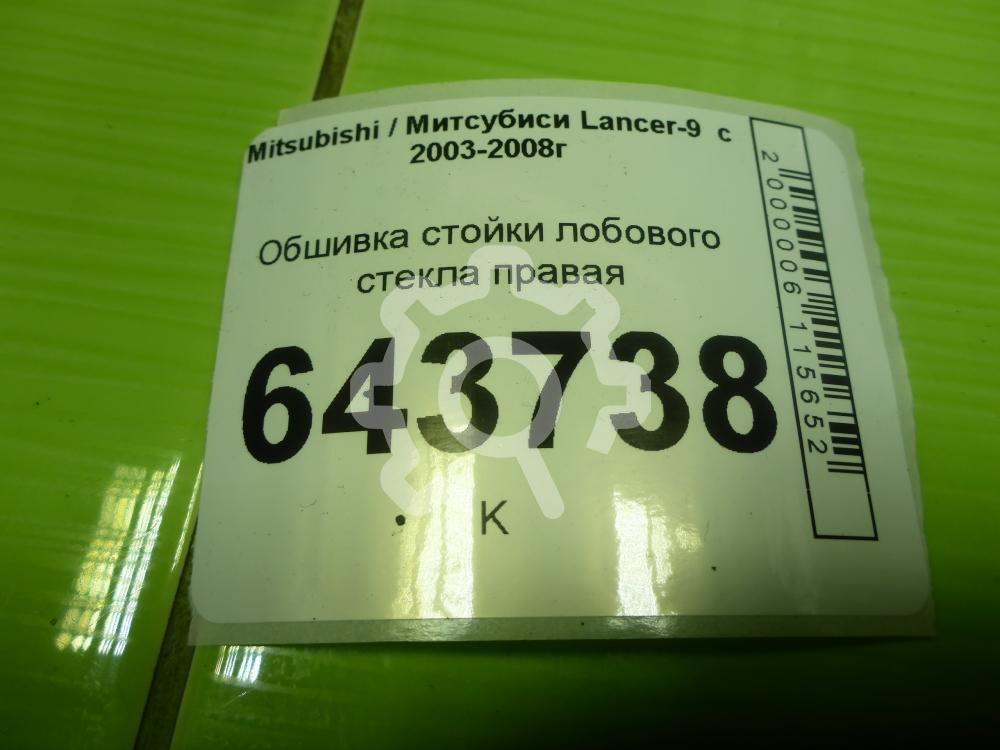 Mitsubishi / Митсубиси Lancer-9 с
2003-2008г
Обшивка стойки лобового
стекла правая
643738
К
2000006115652